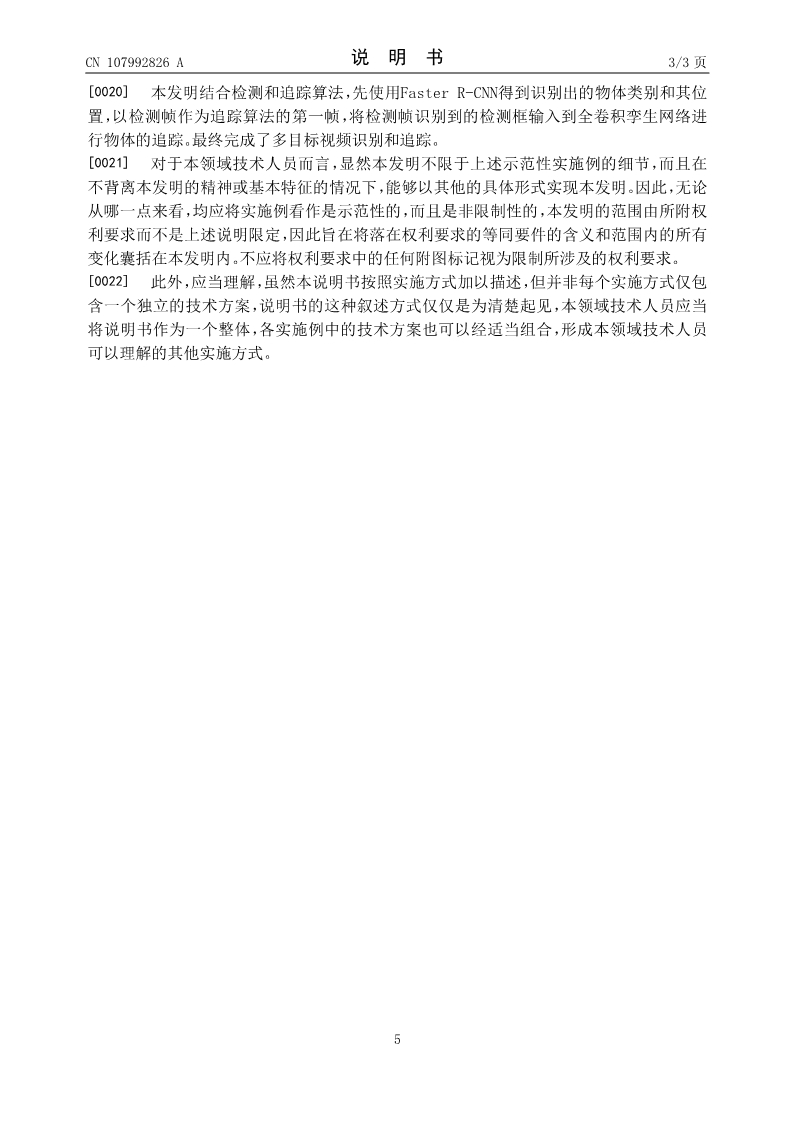 CN 107992826 A
说 明 书
3/3 页
[0020] 本发明结合检测和追踪算法,先使用Faster R-CNN得到识别出的物体类别和其位
置,以检测帧作为追踪算法的第一帧,将检测帧识别到的检测框输入到全卷积孪生网络进
行物体的追踪。最终完成了多目标视频识别和追踪。
[0021] 对于本领域技术人员而言,显然本发明不限于上述示范性实施例的细节,而且在
不背离本发明的精神或基本特征的情况下,能够以其他的具体形式实现本发明。因此,无论
从哪一点来看,均应将实施例看作是示范性的,而且是非限制性的,本发明的范围由所附权
利要求而不是上述说明限定,因此旨在将落在权利要求的等同要件的含义和范围内的所有
变化囊括在本发明内。不应将权利要求中的任何附图标记视为限制所涉及的权利要求。
[0022] 此外,应当理解,虽然本说明书按照实施方式加以描述,但并非每个实施方式仅包
含一个独立的技术方案,说明书的这种叙述方式仅仅是为清楚起见,本领域技术人员应当
将说明书作为一个整体,各实施例中的技术方案也可以经适当组合,形成本领域技术人员
可以理解的其他实施方式。
5